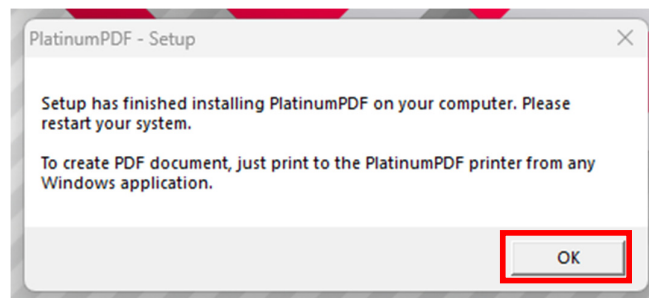 PlatinumPDF - Setup
Setup has finished installing PlatinumPDF on your computer. Please
restart your system.
To create PDF document, just print to the PlatinumPDF printer from any
Windows application.
OK